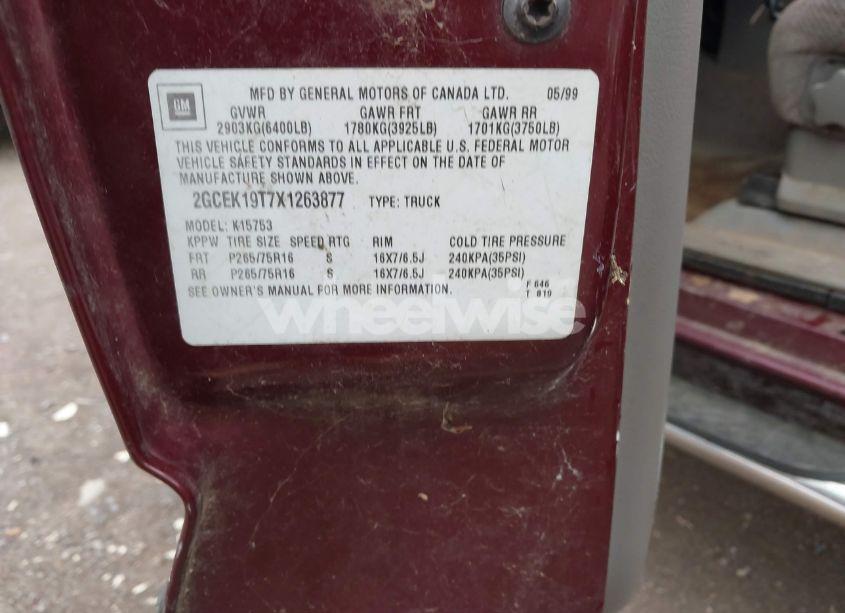 GM
MFD BY GENERAL MOTORS OF CANADA LTD. 05/99
GVWR GAWR FRT GAWR RR
2903KG(6400LB) 1780KG(3925LB) 1701KG(3750LB)
THIS VEHICLE CONFORMS TO ALL APPLICABLE U.S. FEDERAL MOTOR
VEHICLE SAFETY STANDARDS IN EFFECT ON THE DATE OF
MANUFACTURE SHOWN ABOVE.
2GCEK19T7X1263877 TYPE: TRUCK
MODEL: K15753
KPPW TIRE SIZE SPEED RTG RIM COLD TIRE PRESSURE
FRT P265/75R16 S 16X7/6.5J 240KPA(35PSI)
RR P265/75R16 S 16X7/6.5J 240KPA(35PSI)
SEE OWNER'S MANUAL FOR MORE INFORMATION. F 646
T 819
wheelwise